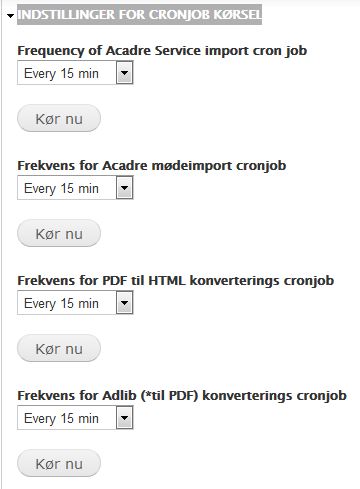 INDSTILLINGER FOR CRONJOB KØRSEL
Frequency of Acadre Service import cron job
Every 15 min
Kør nu
Frekvens for Acadre mødeimport cronjob
Every 15 min
Kør nu
Frekvens for PDF til HTML konverterings cronjob
Every 15 min
Kør nu
Frekvens for Adlib (*til PDF) konverterings cronjob
Every 15 min
Kør nu